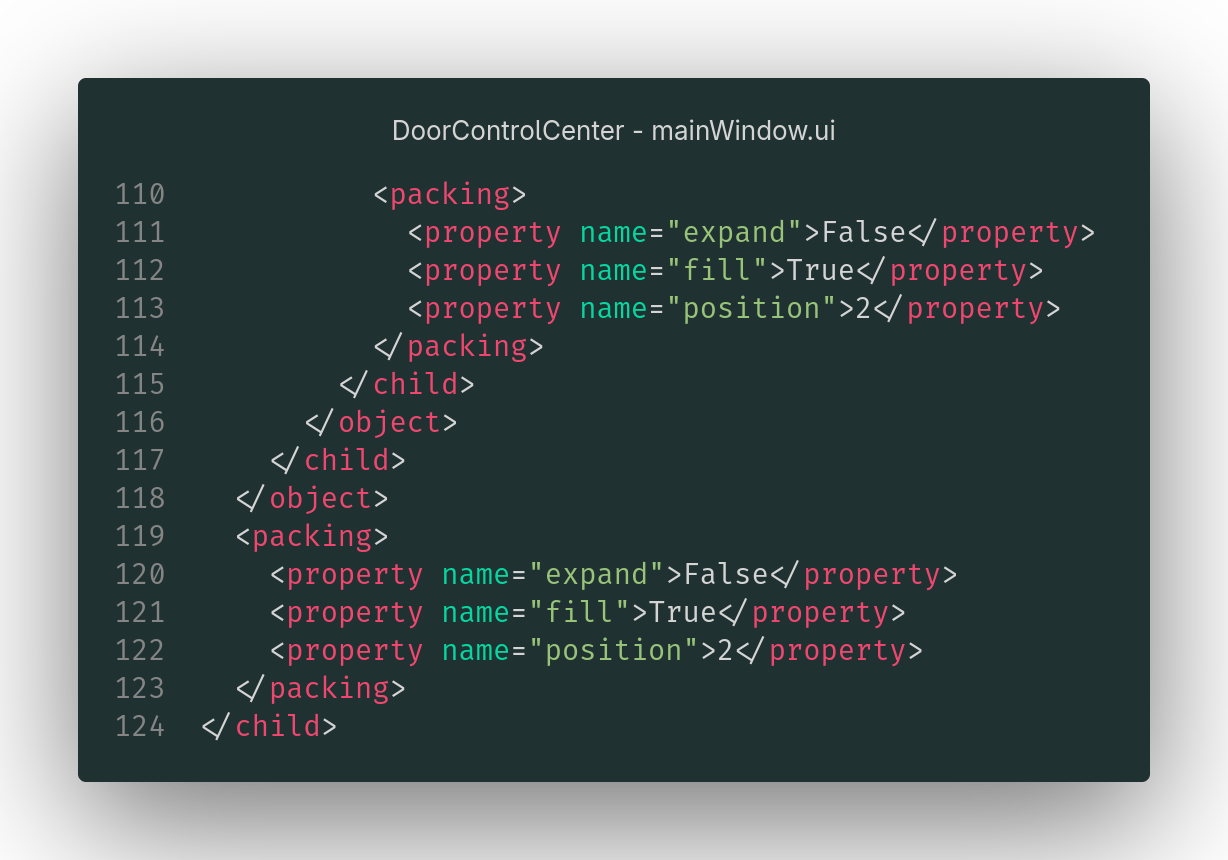 DoorControlCenter - mainWindow.ui
110            <packing>
111              <property name="expand">False</property>
112              <property name="fill">True</property>
113              <property name="position">2</property>
114            </packing>
115          </child>
116        </object>
117      </child>
118    </object>
119    <packing>
120      <property name="expand">False</property>
121      <property name="fill">True</property>
122      <property name="position">2</property>
123    </packing>
124  </child>